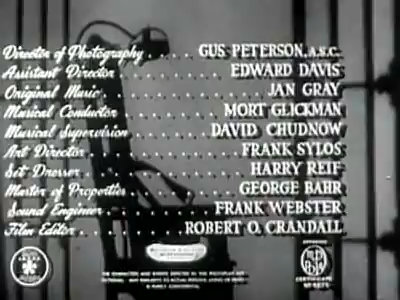 Director of Photography . . . . . GUS PETERSON, A.S.C.
Assistant Director . . . . . . . . . EDWARD DAVIS
Original Music . . . . . . . . . . . . . JAN GRAY
Musical Conductor . . . . . . . . MORT GLICKMAN
Musical Supervision . . . . . . . DAVID CHUDNOW
Art Director . . . . . . . . . . . . . FRANK SYLOS
Set Dresser . . . . . . . . . . . . . . HARRY REIF
Master of Properties . . . . . . . GEORGE BAHR
Sound Engineer . . . . . . . . . FRANK WEBSTER
Film Editor . . . . . . . . . . ROBERT O. CRANDALL
APPROVED
CERTIFICATE